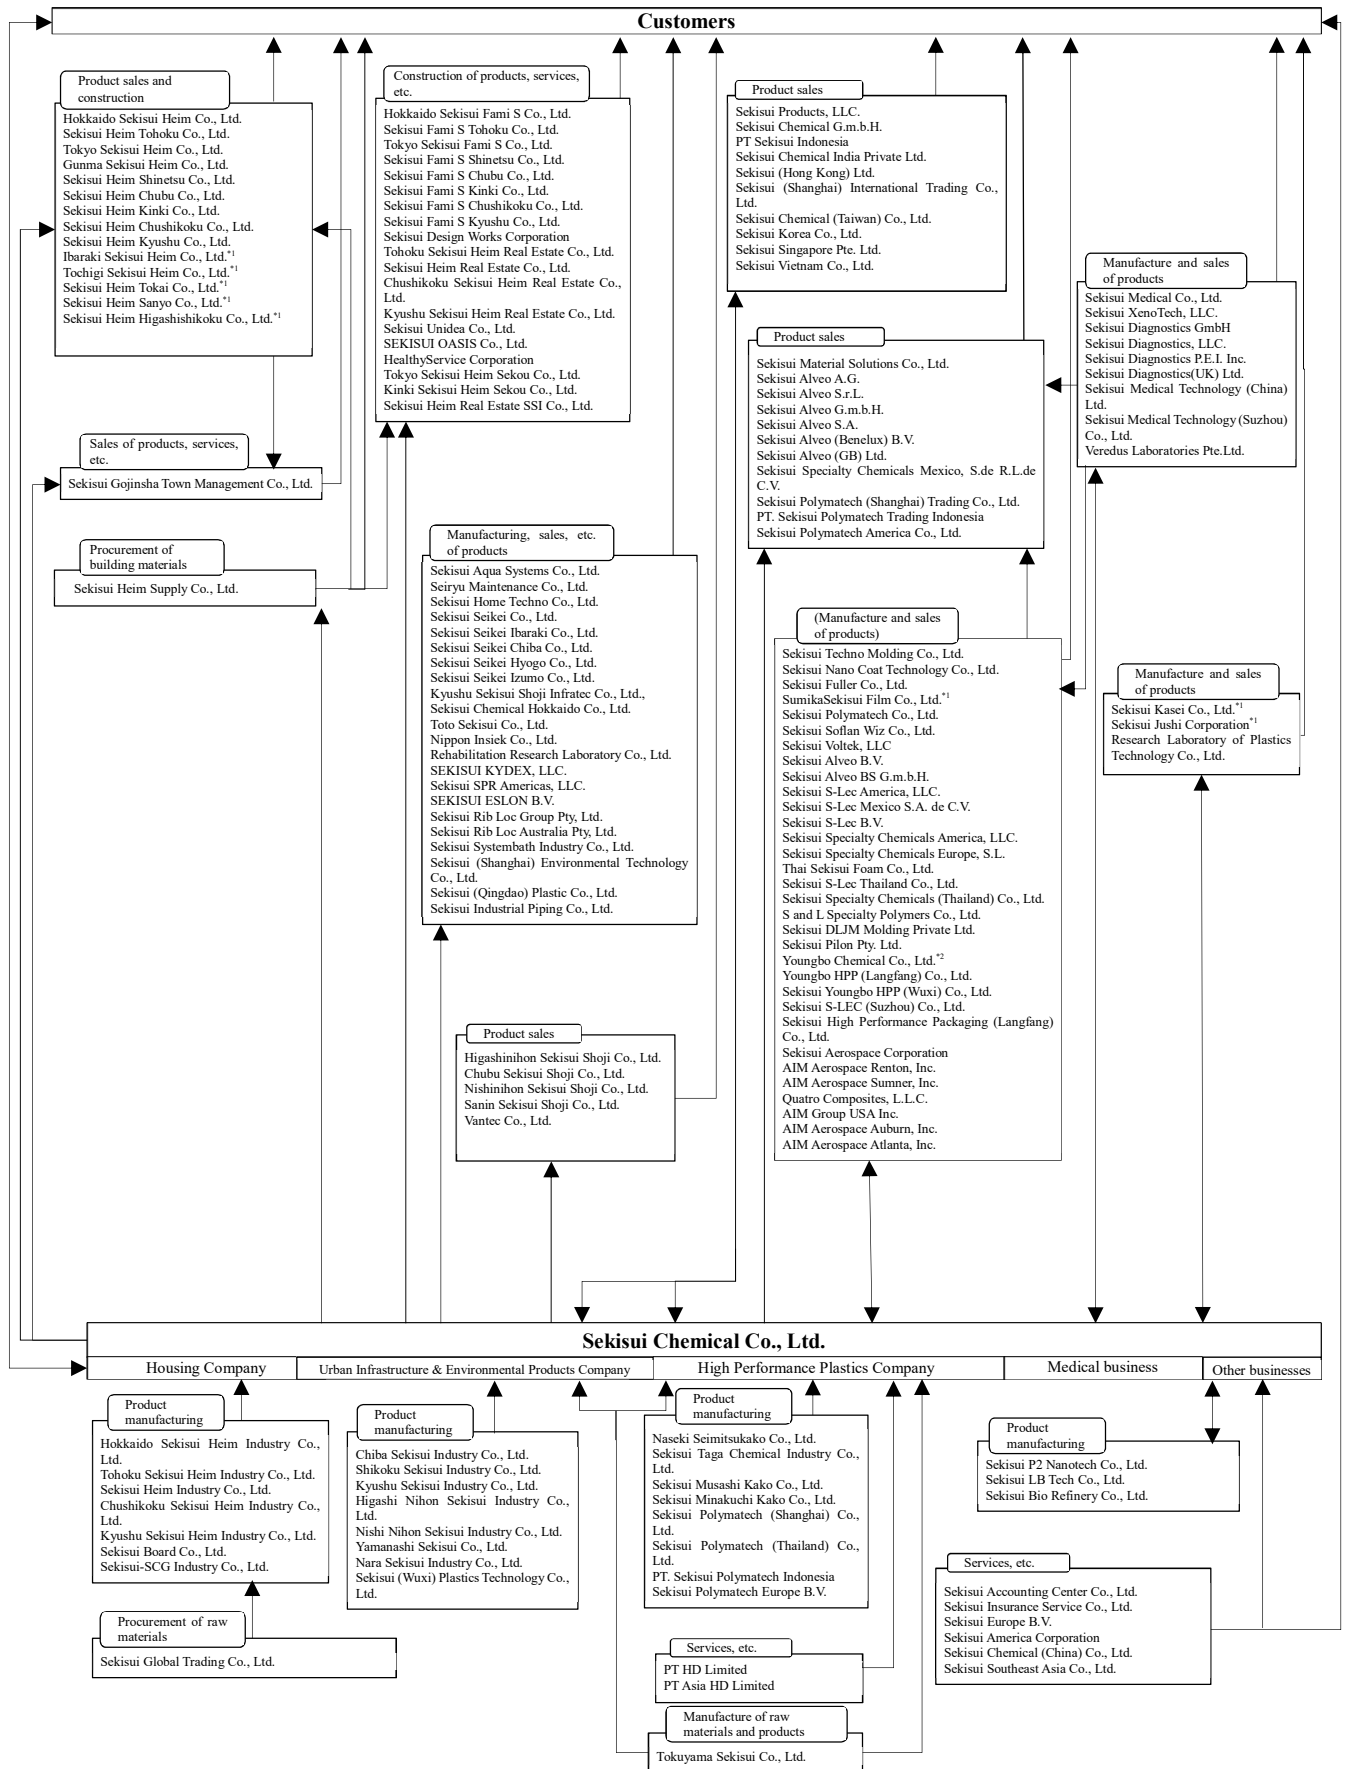 Customers
Product sales and
construction
Hokkaido Sekisui Heim Co., Ltd.
Sekisui Heim Tohoku Co., Ltd.
Tokyo Sekisui Heim Co., Ltd.
Gunma Sekisui Heim Co., Ltd.
Sekisui Heim Shinetsu Co., Ltd.
Sekisui Heim Chubu Co., Ltd.
Sekisui Heim Kinki Co., Ltd.
Sekisui Heim Chushikoku Co., Ltd.
Sekisui Heim Kyushu Co., Ltd.
Ibaraki Sekisui Heim Co., Ltd.*1
Tochigi Sekisui Heim Co., Ltd.*1
Sekisui Heim Tokai Co., Ltd.*1
Sekisui Heim Sanyo Co., Ltd.*1
Sekisui Heim Higashishikoku Co., Ltd.*1
Sales of products, services,
etc.
Sekisui Gojinsha Town Management Co., Ltd.
Procurement of
building materials
Sekisui Heim Supply Co., Ltd.
Construction of products, services,
etc.
Hokkaido Sekisui Fami S Co., Ltd.
Sekisui Fami S Tohoku Co., Ltd.
Tokyo Sekisui Fami S Co., Ltd.
Sekisui Fami S Shinetsu Co., Ltd.
Sekisui Fami S Chubu Co., Ltd.
Sekisui Fami S Kinki Co., Ltd.
Sekisui Fami S Chushikoku Co., Ltd.
Sekisui Fami S Kyushu Co., Ltd.
Sekisui Design Works Corporation
Tohoku Sekisui Heim Real Estate Co., Ltd.
Sekisui Heim Real Estate Co., Ltd.
Chushikoku Sekisui Heim Real Estate Co.,
Ltd.
Kyushu Sekisui Heim Real Estate Co., Ltd.
Sekisui Unidea Co., Ltd.
SEKISUI OASIS Co., Ltd.
HealthyService Corporation
Tokyo Sekisui Heim Sekou Co., Ltd.
Kinki Sekisui Heim Sekou Co., Ltd.
Sekisui Heim Real Estate SSI Co., Ltd.
Manufacturing, sales, etc.
of products
Sekisui Aqua Systems Co., Ltd.
Seiryu Maintenance Co., Ltd.
Sekisui Home Techno Co., Ltd.
Sekisui Seikei Co., Ltd.
Sekisui Seikei Ibaraki Co., Ltd.
Sekisui Seikei Chiba Co., Ltd.
Sekisui Seikei Hyogo Co., Ltd.
Sekisui Seikei Izumo Co., Ltd.
Kyushu Sekisui Shoji Infratec Co., Ltd.,
Sekisui Chemical Hokkaido Co., Ltd.
Toto Sekisui Co., Ltd.
Nippon Insiek Co., Ltd.
Rehabilitation Research Laboratory Co., Ltd.
SEKISUI KYDEX, LLC.
Sekisui SPR Americas, LLC.
SEKISUI ESLON B.V.
Sekisui Rib Loc Group Pty, Ltd.
Sekisui Rib Loc Australia Pty, Ltd.
Sekisui Systembath Industry Co., Ltd.
Sekisui (Shanghai) Environmental Technology
Co., Ltd.
Sekisui (Qingdao) Plastic Co., Ltd.
Sekisui Industrial Piping Co., Ltd.
Product sales
Higashinihon Sekisui Shoji Co., Ltd.
Chubu Sekisui Shoji Co., Ltd.
Nishinihon Sekisui Shoji Co., Ltd.
Sanin Sekisui Shoji Co., Ltd.
Vantec Co., Ltd.
Product sales
Sekisui Products, LLC.
Sekisui Chemical G.m.b.H.
PT Sekisui Indonesia
Sekisui Chemical India Private Ltd.
Sekisui (Hong Kong) Ltd.
Sekisui (Shanghai) International Trading Co.,
Ltd.
Sekisui Chemical (Taiwan) Co., Ltd.
Sekisui Korea Co., Ltd.
Sekisui Singapore Pte. Ltd.
Sekisui Vietnam Co., Ltd.
Product sales
Sekisui Material Solutions Co., Ltd.
Sekisui Alveo A.G.
Sekisui Alveo S.r.L.
Sekisui Alveo G.m.b.H.
Sekisui Alveo S.A.
Sekisui Alveo (Benelux) B.V.
Sekisui Alveo (GB) Ltd.
Sekisui Specialty Chemicals Mexico, S.de R.L.de
C.V.
Sekisui Polymatech (Shanghai) Trading Co., Ltd.
PT. Sekisui Polymatech Trading Indonesia
Sekisui Polymatech America Co., Ltd.
(Manufacture and sales
of products)
Sekisui Techno Molding Co., Ltd.
Sekisui Nano Coat Technology Co., Ltd.
Sekisui Fuller Co., Ltd.
SumikaSekisui Film Co., Ltd.*1
Sekisui Polymatech Co., Ltd.
Sekisui Soflan Wiz Co., Ltd.
Sekisui Voltek, LLC
Sekisui Alveo B.V.
Sekisui Alveo BS G.m.b.H.
Sekisui S-Lec America, LLC.
Sekisui S-Lec Mexico S.A. de C.V.
Sekisui S-Lec B.V.
Sekisui Specialty Chemicals America, LLC.
Sekisui Specialty Chemicals Europe, S.L.
Thai Sekisui Foam Co., Ltd.
Sekisui S-Lec Thailand Co., Ltd.
Sekisui Specialty Chemicals (Thailand) Co., Ltd.
S and L Specialty Polymers Co., Ltd.
Sekisui DLJM Molding Private Ltd.
Sekisui Pilon Pty. Ltd.
Youngbo Chemical Co., Ltd.*2
Youngbo HPP (Langfang) Co., Ltd.
Sekisui Youngbo HPP (Wuxi) Co., Ltd.
Sekisui S-LEC (Suzhou) Co., Ltd.
Sekisui High Performance Packaging (Langfang)
Co., Ltd.
Sekisui Aerospace Corporation
AIM Aerospace Renton, Inc.
AIM Aerospace Sumner, Inc.
Quatro Composites, L.L.C.
AIM Group USA Inc.
AIM Aerospace Auburn, Inc.
AIM Aerospace Atlanta, Inc.
Manufacture and sales
of products
Sekisui Medical Co., Ltd.
Sekisui XenoTech, LLC.
Sekisui Diagnostics GmbH
Sekisui Diagnostics, LLC.
Sekisui Diagnostics P.E.I. Inc.
Sekisui Diagnostics(UK) Ltd.
Sekisui Medical Technology (China)
Ltd.
Sekisui Medical Technology (Suzhou)
Co., Ltd.
Veredus Laboratories Pte.Ltd.
Manufacture and sales
of products
Sekisui Kasei Co., Ltd.*1
Sekisui Jushi Corporation*1
Research Laboratory of Plastics
Technology Co., Ltd.
Sekisui Chemical Co., Ltd.
Housing Company
Urban Infrastructure & Environmental Products Company
High Performance Plastics Company
Medical business
Other businesses
Product
manufacturing
Hokkaido Sekisui Heim Industry Co.,
Ltd.
Tohoku Sekisui Heim Industry Co., Ltd.
Sekisui Heim Industry Co., Ltd.
Chushikoku Sekisui Heim Industry Co.,
Ltd.
Kyushu Sekisui Heim Industry Co., Ltd.
Sekisui Board Co., Ltd.
Sekisui-SCG Industry Co., Ltd.
Procurement of raw
materials
Sekisui Global Trading Co., Ltd.
Product
manufacturing
Chiba Sekisui Industry Co., Ltd.
Shikoku Sekisui Industry Co., Ltd.
Kyushu Sekisui Industry Co., Ltd.
Higashi Nihon Sekisui Industry Co.,
Ltd.
Nishi Nihon Sekisui Industry Co., Ltd.
Yamanashi Sekisui Co., Ltd.
Nara Sekisui Industry Co., Ltd.
Sekisui (Wuxi) Plastics Technology Co.,
Ltd.
Product
manufacturing
Naseki Seimitsukako Co., Ltd.
Sekisui Taga Chemical Industry Co.,
Ltd.
Sekisui Musashi Kako Co., Ltd.
Sekisui Minakuchi Kako Co., Ltd.
Sekisui Polymatech (Shanghai) Co.,
Ltd.
Sekisui Polymatech (Thailand) Co.,
Ltd.
PT. Sekisui Polymatech Indonesia
Sekisui Polymatech Europe B.V.
Services, etc.
PT HD Limited
PT Asia HD Limited
Manufacture of raw
materials and products
Tokuyama Sekisui Co., Ltd.
Product
manufacturing
Sekisui P2 Nanotech Co., Ltd.
Sekisui LB Tech Co., Ltd.
Sekisui Bio Refinery Co., Ltd.
Services, etc.
Sekisui Accounting Center Co., Ltd.
Sekisui Insurance Service Co., Ltd.
Sekisui Europe B.V.
Sekisui America Corporation
Sekisui Chemical (China) Co., Ltd.
Sekisui Southeast Asia Co., Ltd.